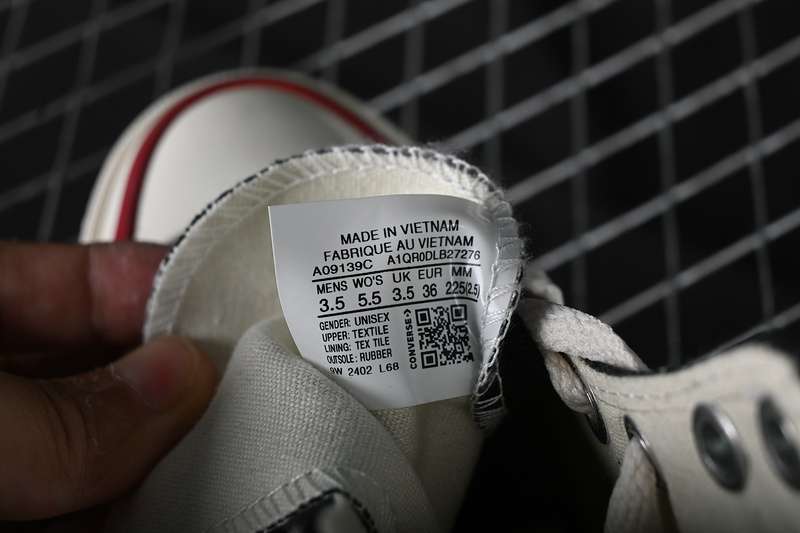 MADE IN VIETNAM
FABRIQUE AU VIETNAM
A09139C A1QR0DLB27276
MENS WO'S UK EUR MM
3.5 5.5 3.5 36 225(2.5)
GENDER: UNISEX
UPPER: TEXTILE
LINING: TEX TILE
OUTSOLE: RUBBER
9W 2402 L68
CONVERSE>